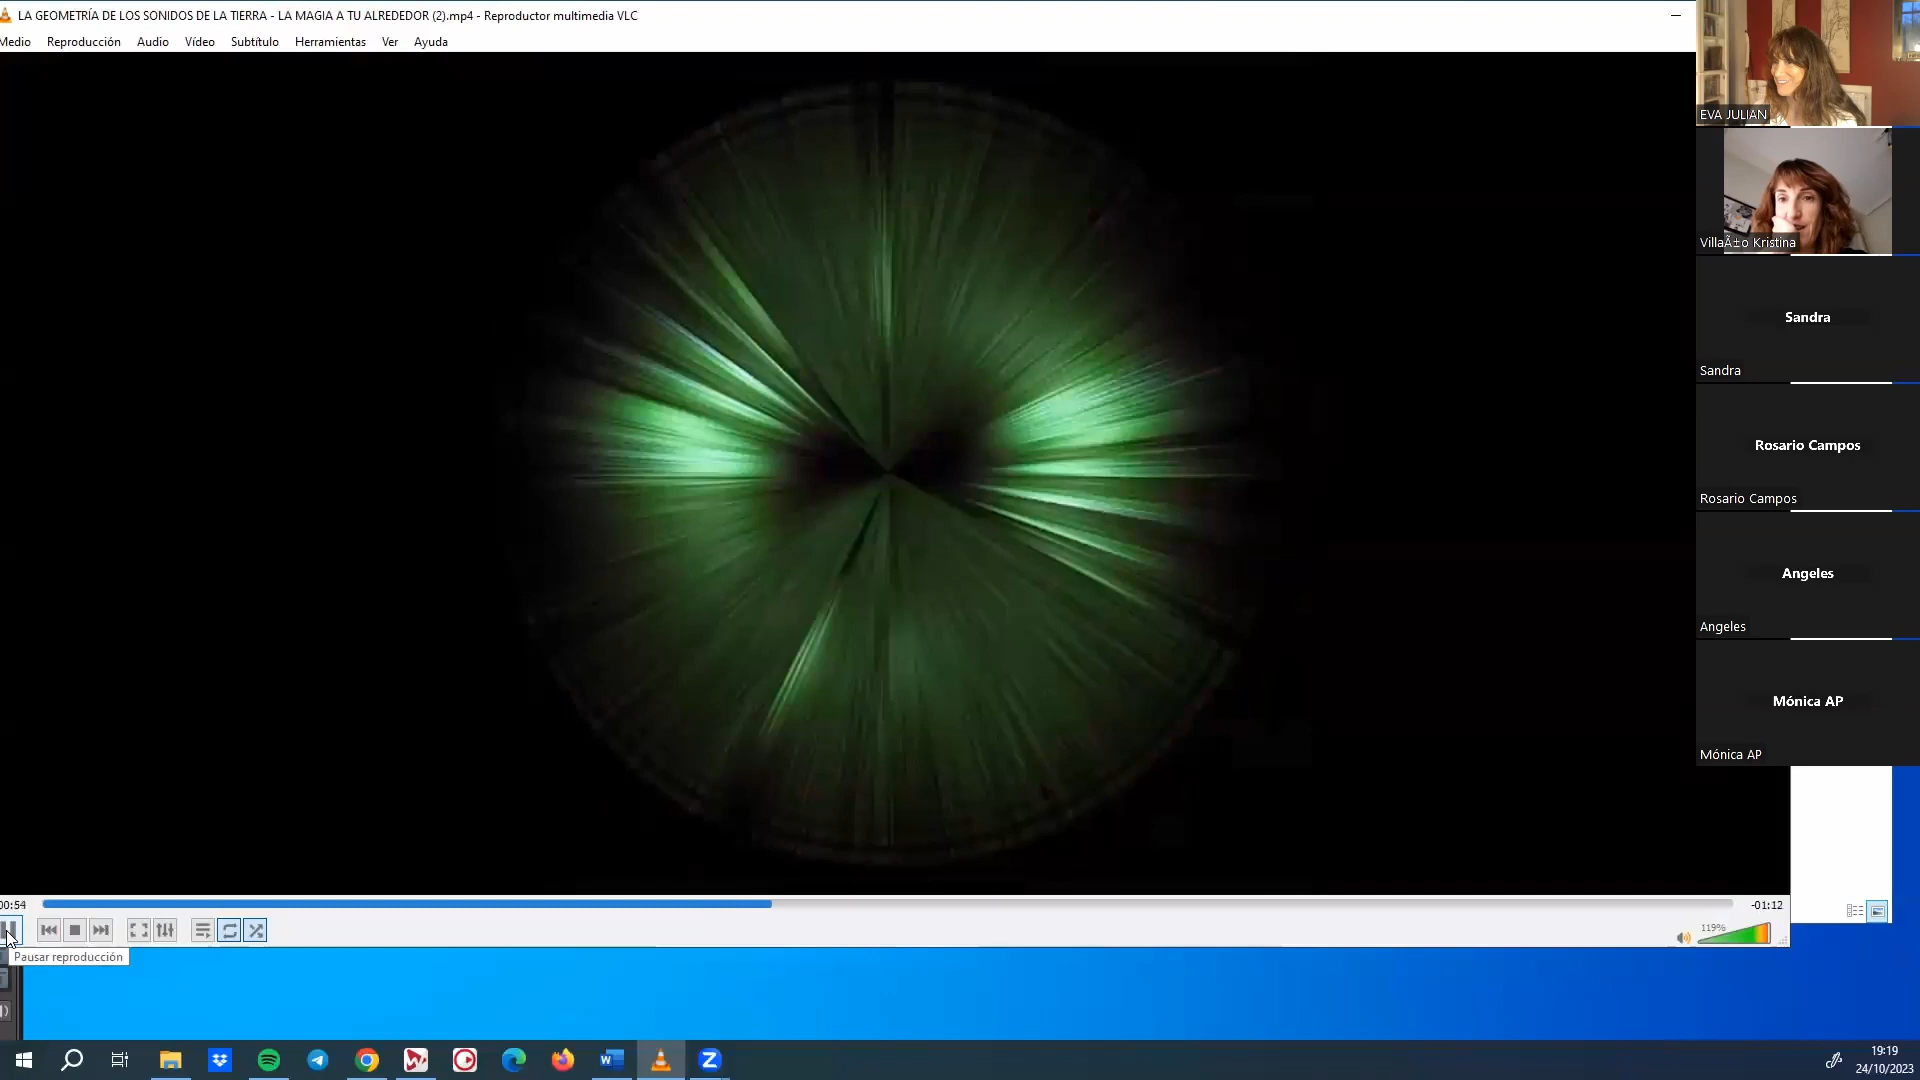 LA GEOMETRÍA DE LOS SONIDOS DE LA TIERRA - LA MAGIA A TU ALREDEDOR (2).mp4 - Reproductor multimedia VLC
Medio Reproducción Audio Vídeo Subtítulo Herramientas Ver Ayuda
EVA JULIAN
VillaÃ±o Kristina
Sandra
Sandra
Rosario Campos
Rosario Campos
Angeles
Angeles
Mónica AP
Mónica AP
00:54
-01:12
119%
Pausar reproducción
19:19
24/10/2023